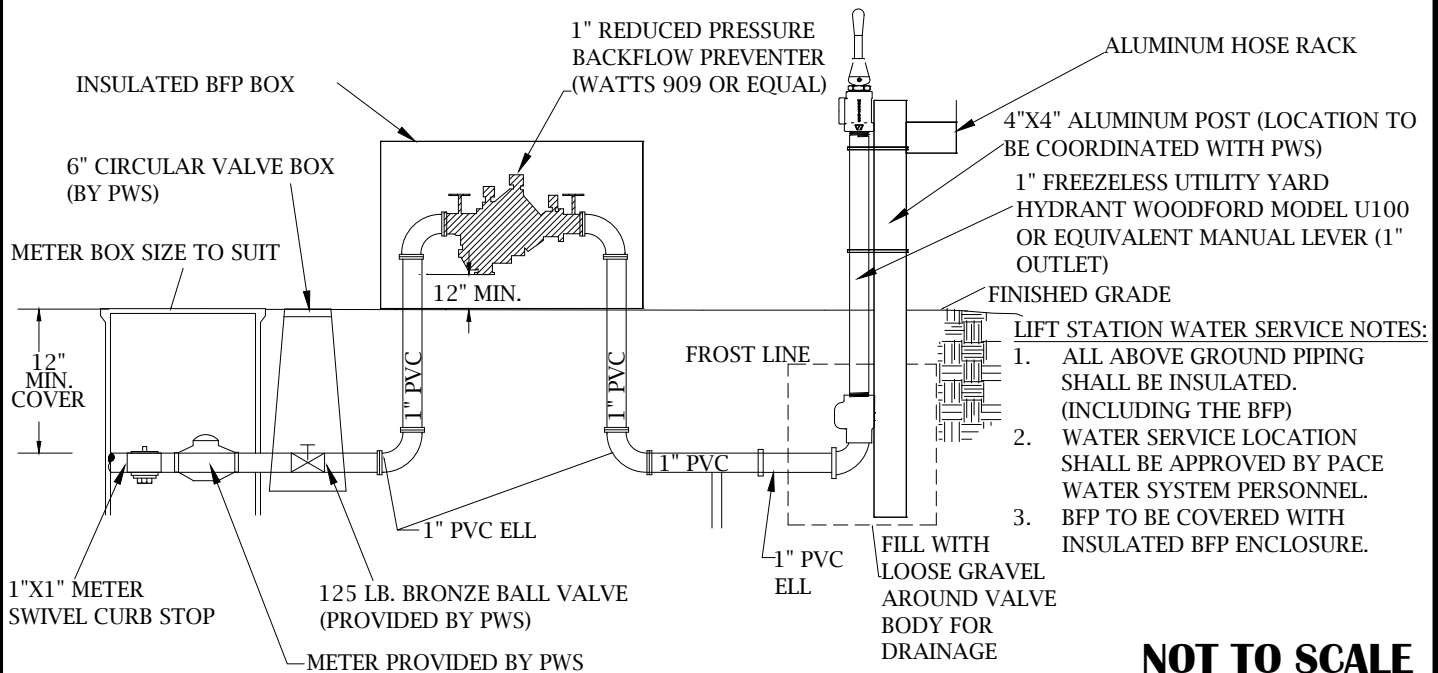 1" REDUCED PRESSURE
BACKFLOW PREVENTER
(WATTS 909 OR EQUAL)
ALUMINUM HOSE RACK
INSULATED BFP BOX
4"X4" ALUMINUM POST (LOCATION TO
BE COORDINATED WITH PWS)
6" CIRCULAR VALVE BOX
(BY PWS)
1" FREEZELESS UTILITY YARD
HYDRANT WOODFORD MODEL U100
OR EQUIVALENT MANUAL LEVER (1"
OUTLET)
METER BOX SIZE TO SUIT
12" MIN.
FINISHED GRADE
12"
MIN.
COVER
1" PVC
1" PVC
FROST LINE
LIFT STATION WATER SERVICE NOTES:
1. ALL ABOVE GROUND PIPING
SHALL BE INSULATED.
(INCLUDING THE BFP)
2. WATER SERVICE LOCATION
SHALL BE APPROVED BY PACE
WATER SYSTEM PERSONNEL.
3. BFP TO BE COVERED WITH
INSULATED BFP ENCLOSURE.
1" PVC
1" PVC ELL
1" PVC
ELL
FILL WITH
LOOSE GRAVEL
AROUND VALVE
BODY FOR
DRAINAGE
1"X1" METER
SWIVEL CURB STOP
125 LB. BRONZE BALL VALVE
(PROVIDED BY PWS)
METER PROVIDED BY PWS
NOT TO SCALE